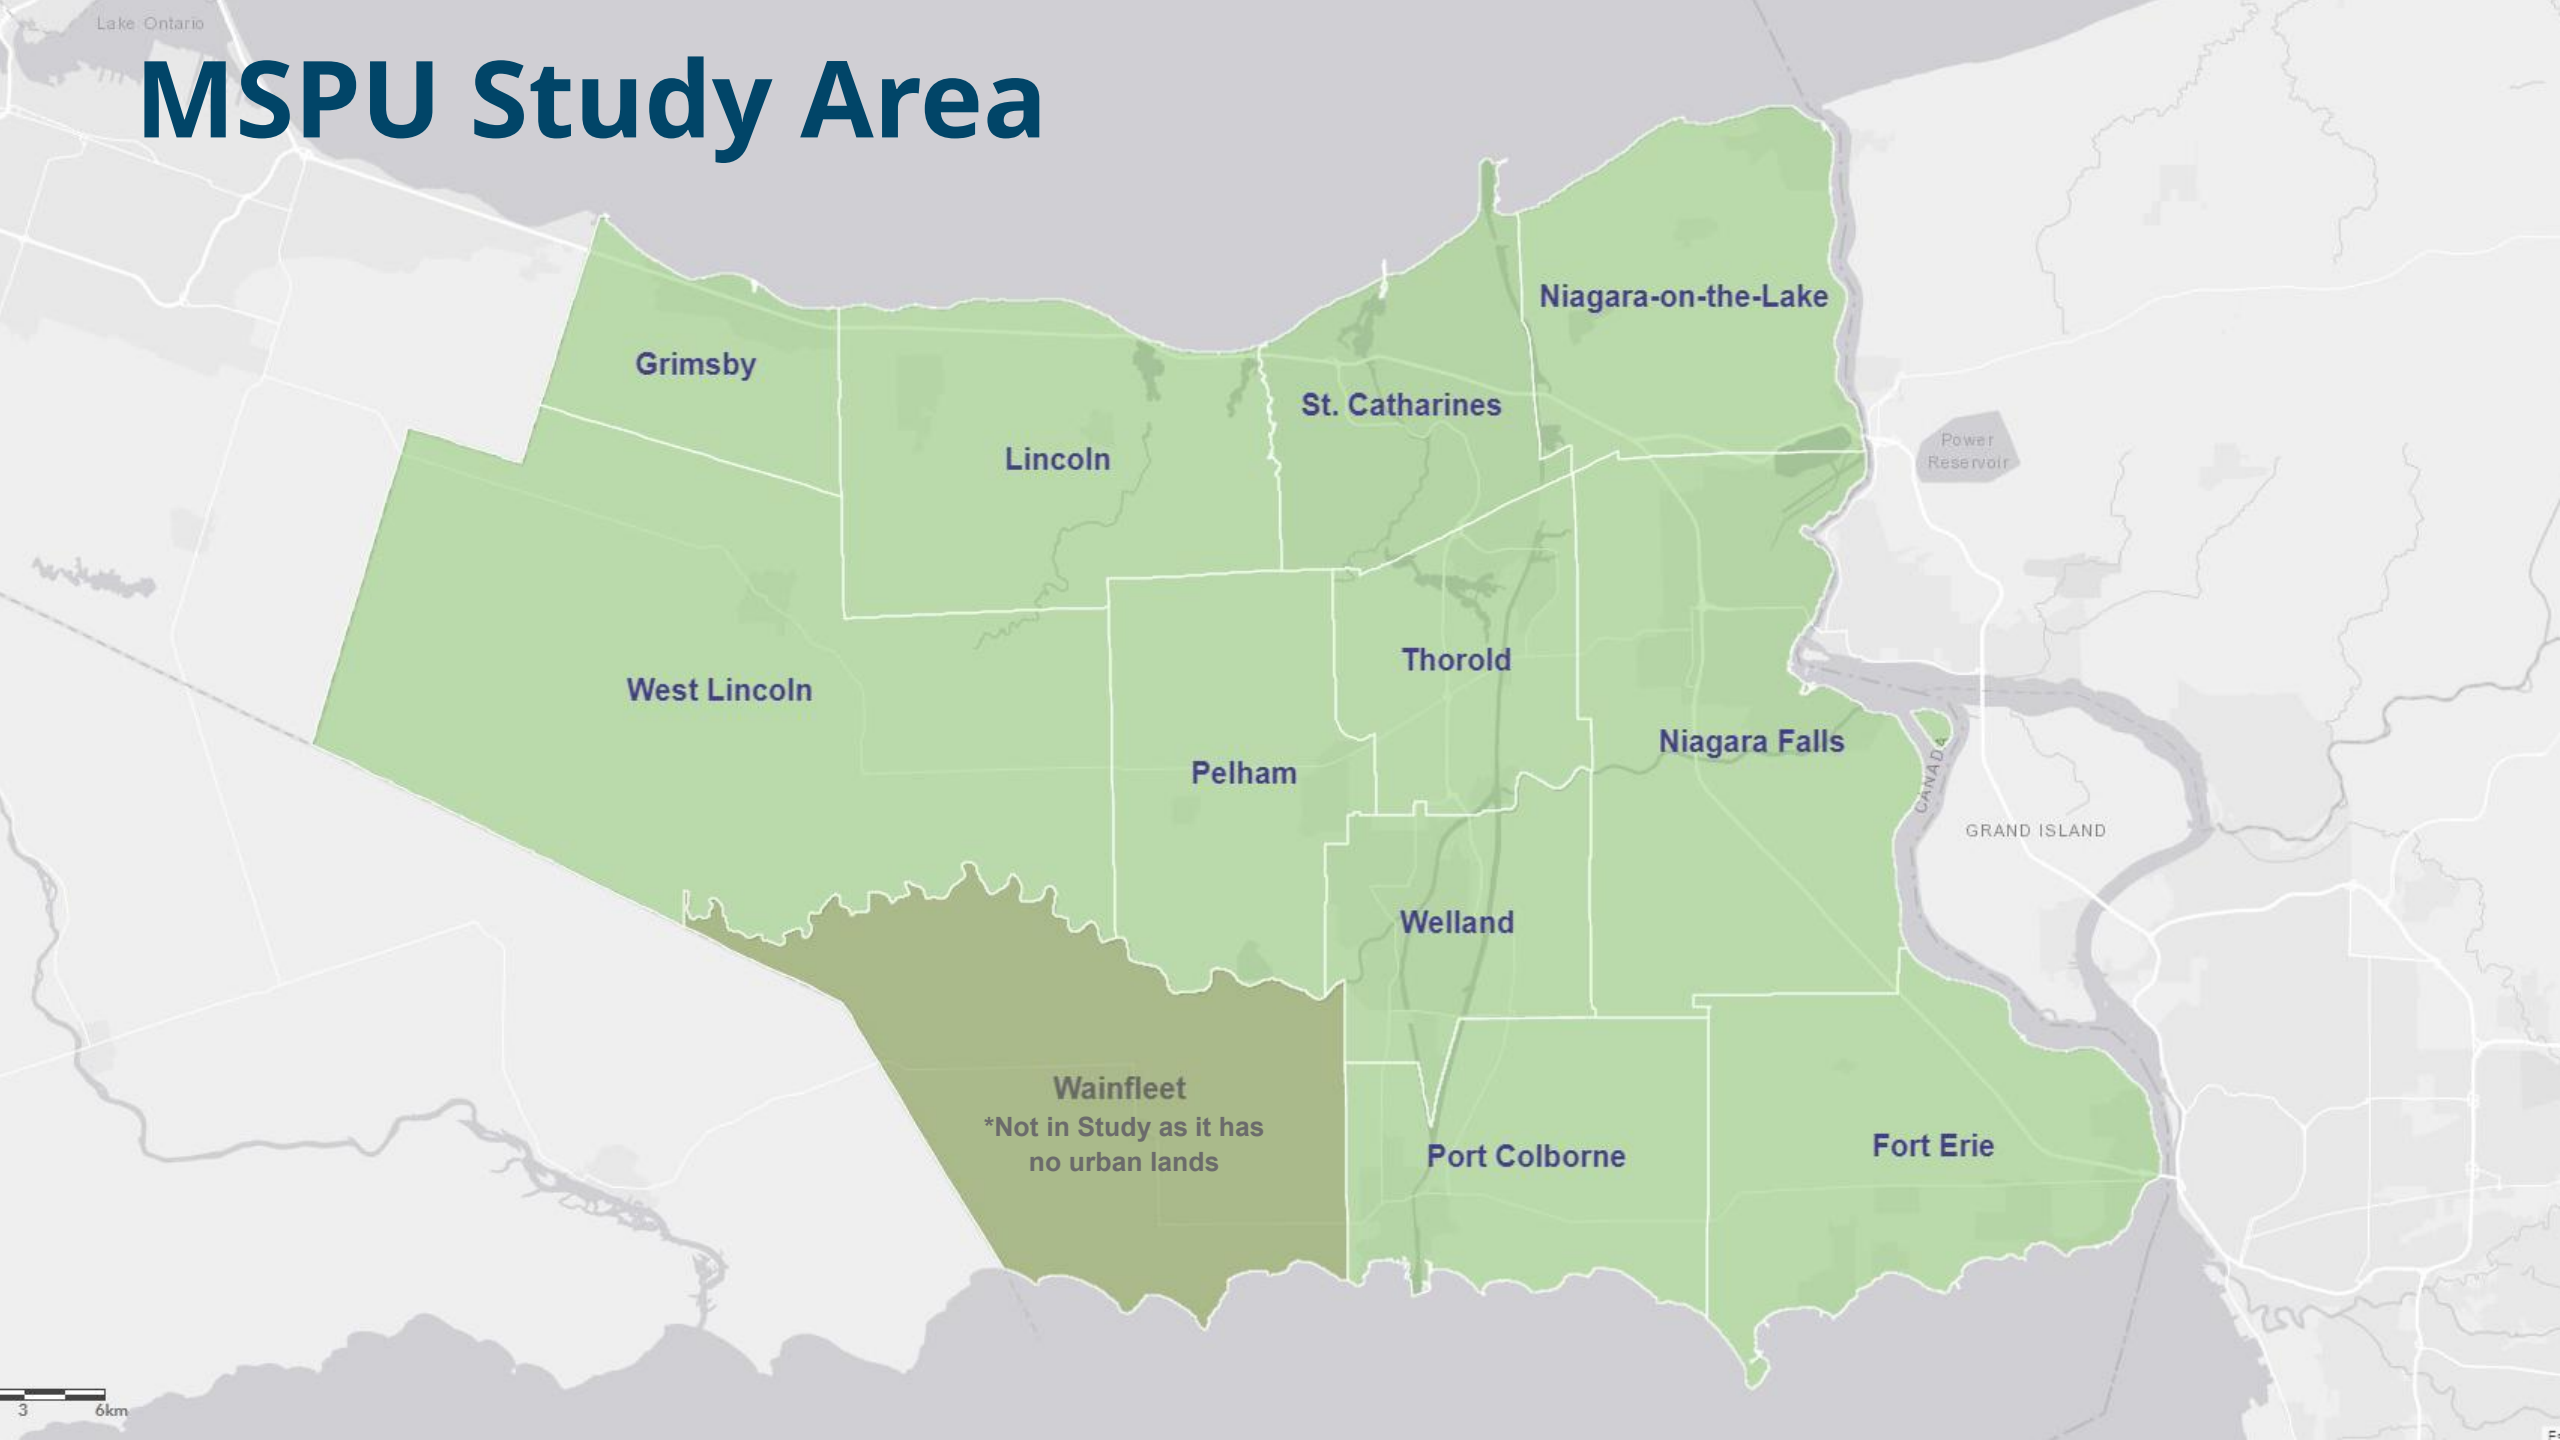 Lake Ontario
MSPU Study Area
Niagara-on-the-Lake
Grimsby
St. Catharines
Lincoln
Power
Reservoir
Thorold
West Lincoln
Niagara Falls
Pelham
CANADA
GRAND ISLAND
Welland
Wainfleet
*Not in Study as it has
no urban lands
Port Colborne
Fort Erie
3 6km